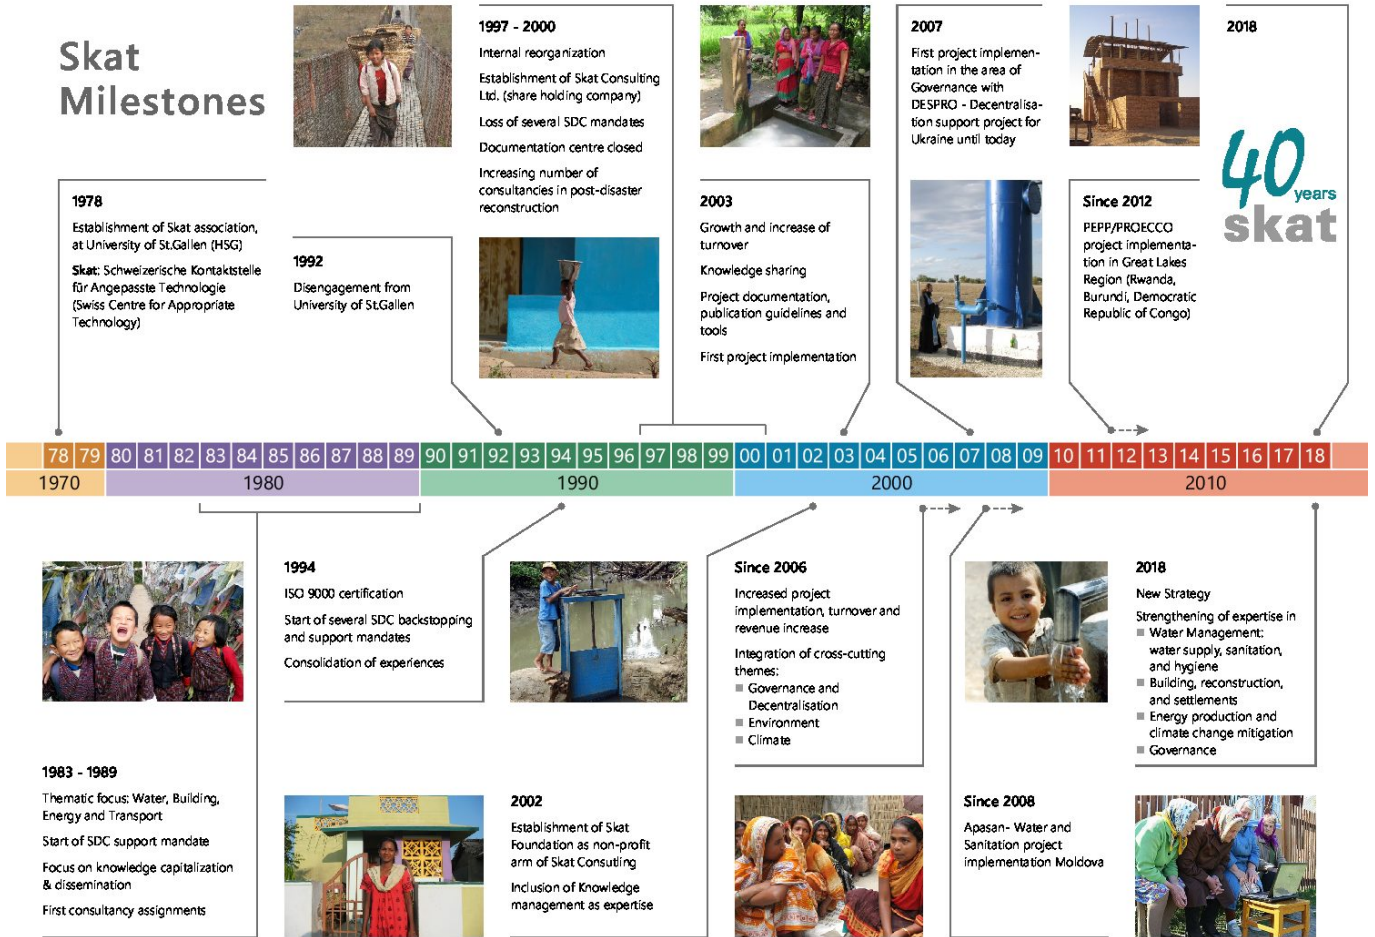 Skat
Milestones
1978
Establishment of Skat association,
at University of St.Gallen (HSG)
Skat: Schweizerische Kontaktstelle
für Angepasste Technologie
(Swiss Centre for Appropriate
Technology)
1992
Disengagement from
University of St.Gallen
1997 - 2000
Internal reorganization
Establishment of Skat Consulting
Ltd. (share holding company)
Loss of several SDC mandates
Documentation centre closed
Increasing number of
consultancies in post-disaster
reconstruction
2003
Growth and increase of
turnover
Knowledge sharing
Project documentation,
publication guidelines and
tools
First project implementation
2007
First project implemen-
tation in the area of
Governance with
DESPRO - Decentralisa-
tion support project for
Ukraine until today
Since 2012
PEPP/PROECCO
project implementa-
tion in Great Lakes
Region (Rwanda,
Burundi, Democratic
Republic of Congo)
2018
40 years
skat
78 79 80 81 82 83 84 85 86 87 88 89 90 91 92 93 94 95 96 97 98 99 00 01 02 03 04 05 06 07 08 09 10 11 12 13 14 15 16 17 18
1970 1980 1990 2000 2010
1983 - 1989
Thematic focus: Water, Building,
Energy and Transport
Start of SDC support mandate
Focus on knowledge capitalization
& dissemination
First consultancy assignments
1994
ISO 9000 certification
Start of several SDC backstopping
and support mandates
Consolidation of experiences
2002
Establishment of Skat
Foundation as non-profit
arm of Skat Consutling
Inclusion of Knowledge
management as expertise
Since 2006
Increased project
implementation, turnover and
revenue increase
Integration of cross-cutting
themes:
■ Governance and
Decentralisation
■ Environment
■ Climate
Since 2008
Apasan- Water and
Sanitation project
implementation Moldova
2018
New Strategy
Strengthening of expertise in
■ Water Management:
water supply, sanitation,
and hygiene
■ Building, reconstruction,
and settlements
■ Energy production and
climate change mitigation
■ Governance